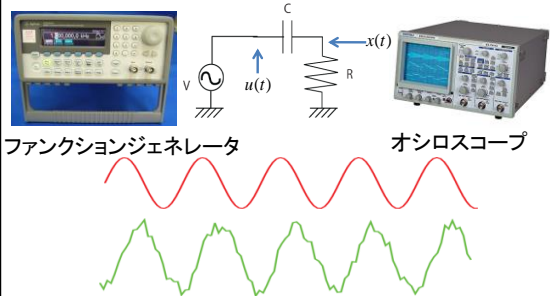 C
x(t)
R
V
u(t)
ファンクションジェネレータ
オシロスコープ